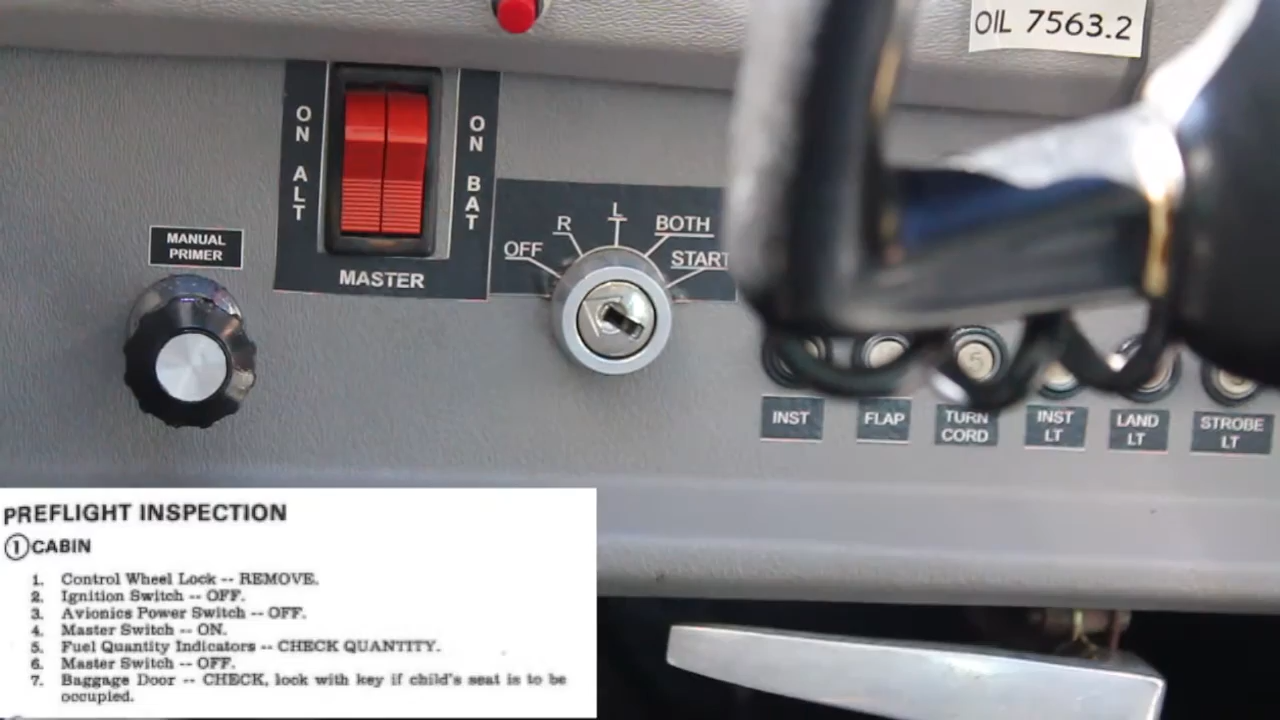 OIL 7563.2
ON ALT
ON BAT
MASTER
MANUAL
PRIMER
OFF
R
L
BOTH
START
5
INST
FLAP
TURN
CORD
INST
LT
LAND
LT
STROBE
LT
PREFLIGHT INSPECTION
1 CABIN
1. Control Wheel Lock -- REMOVE.
2. Ignition Switch -- OFF.
3. Avionics Power Switch -- OFF.
4. Master Switch -- ON.
5. Fuel Quantity Indicators -- CHECK QUANTITY.
6. Master Switch -- OFF.
7. Baggage Door -- CHECK, lock with key if child's seat is to be
occupied.